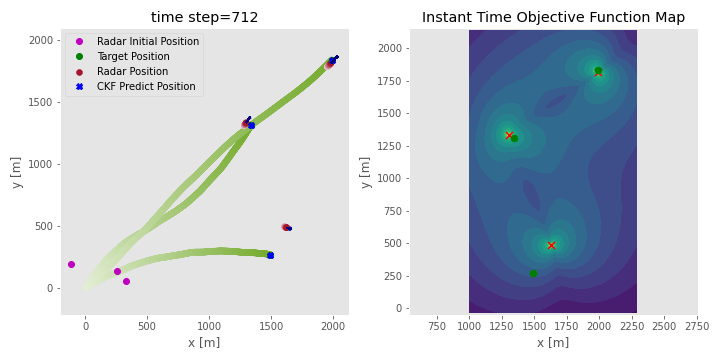 time step=712
Radar Initial Position
Target Position
Radar Position
CKF Predict Position
2000
1500
1000
500
0
y [m]
0
500
1000
1500
2000
x [m]
Instant Time Objective Function Map
2000
1750
1500
1250
1000
750
500
250
0
y [m]
750
1000
1250
1500
1750
2000
2250
2500
2750
x [m]